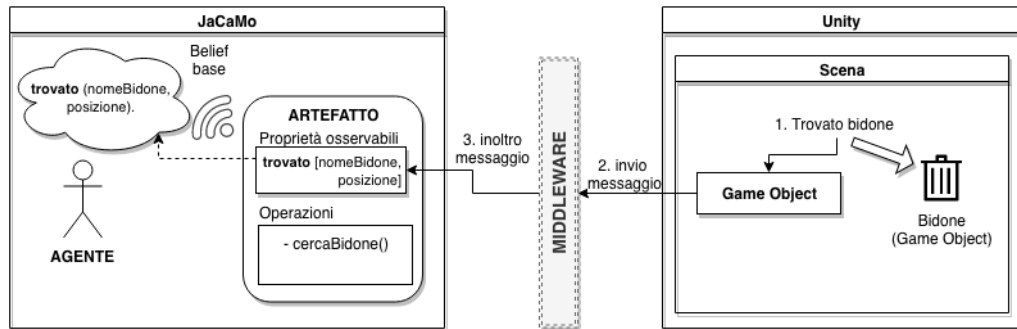 JaCaMo
Belief
base
trovato (nomeBidone,
posizione).
AGENTE
ARTEFATTO
Proprietà osservabili
trovato [nomeBidone,
posizione]
Operazioni
- cercaBidone()
3. inoltro
messaggio
MIDDLEWARE
2. invio
messaggio
Unity
Scena
1. Trovato bidone
Game Object
Bidone
(Game Object)